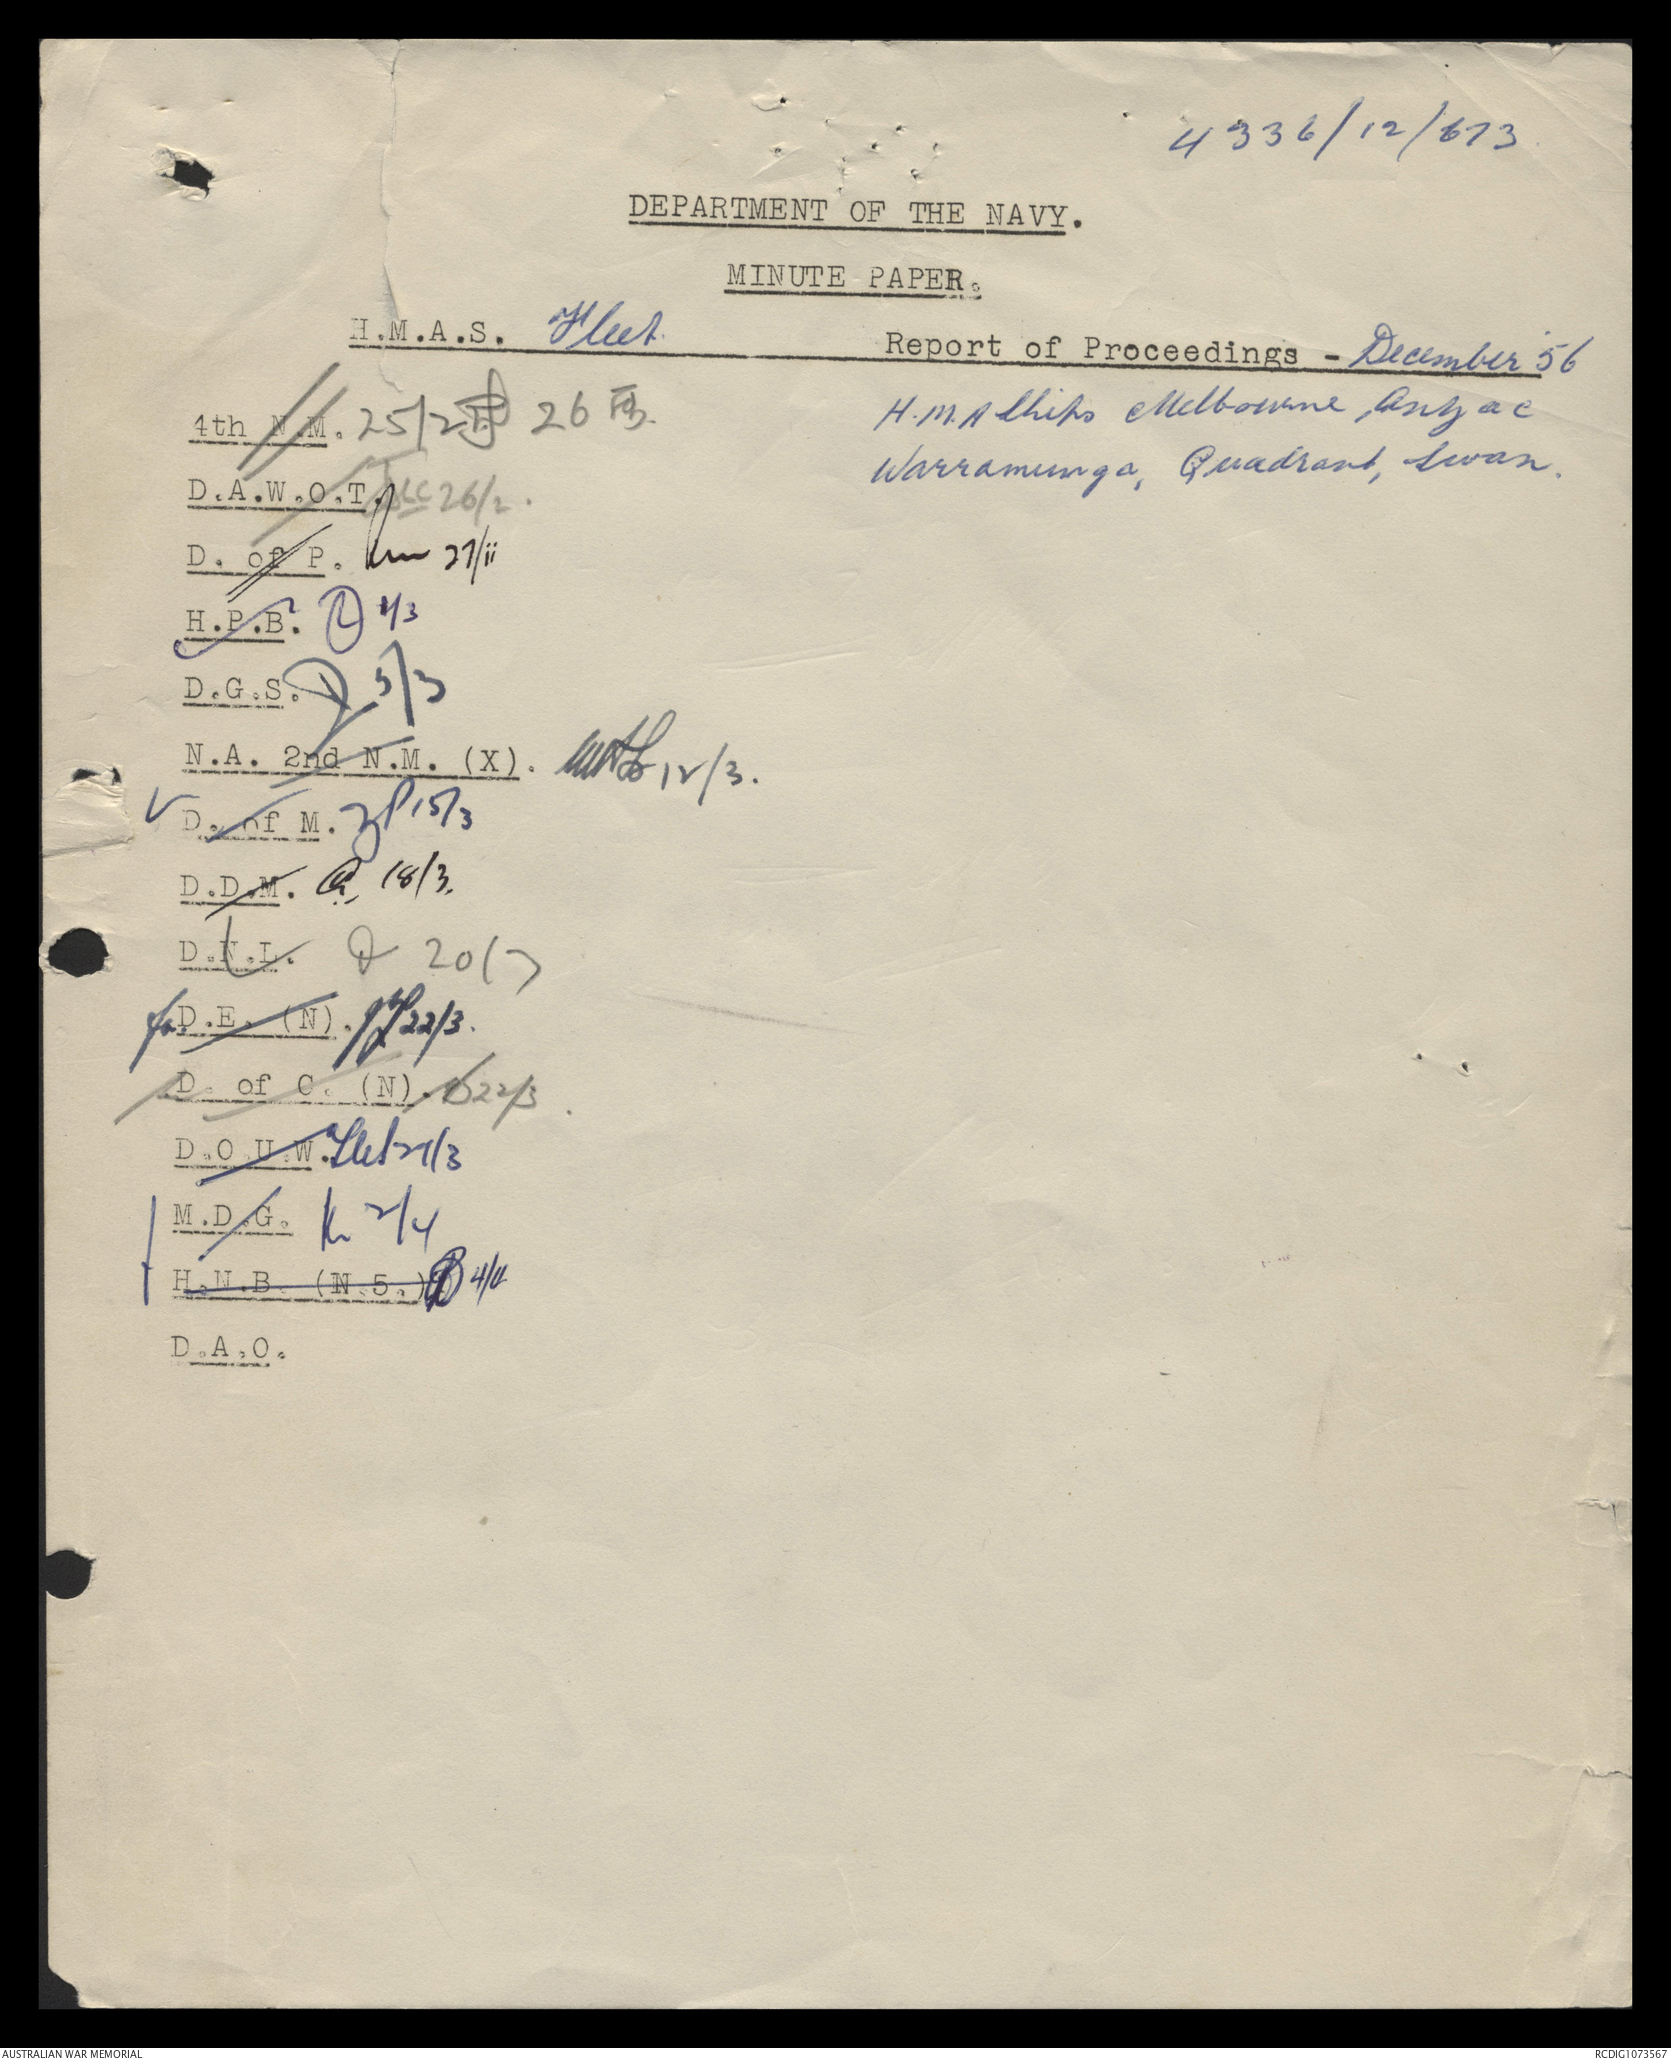 4336/12/673
DEPARTMENT OF THE NAVY.
MINUTE PAPER.
H.M.A.S. Fleet Report of Proceedings - December 56
H.M.A Ships Melbourne, Anzac
Warramunga, Quadrant, Swan.
4th N.M. 25/2 26
D.A.W.O.T. 26/2.
D. of P. 27/ii
H.P.B. 1/3
D.G.S. 5/3
N.A. 2nd N.M. (X). 12/3.
D. of M. 15/3
D.D.M. 18/3.
D.N.L. 20/3
for D.E. (N). 22/3.
D. of C. (N). 22/3
D.O.U.W. 27/3
M.D.G. 2/4
H.N.B. (N.5.) 4/4
D.A.O.
AUSTRALIAN WAR MEMORIAL RCDIG1073567